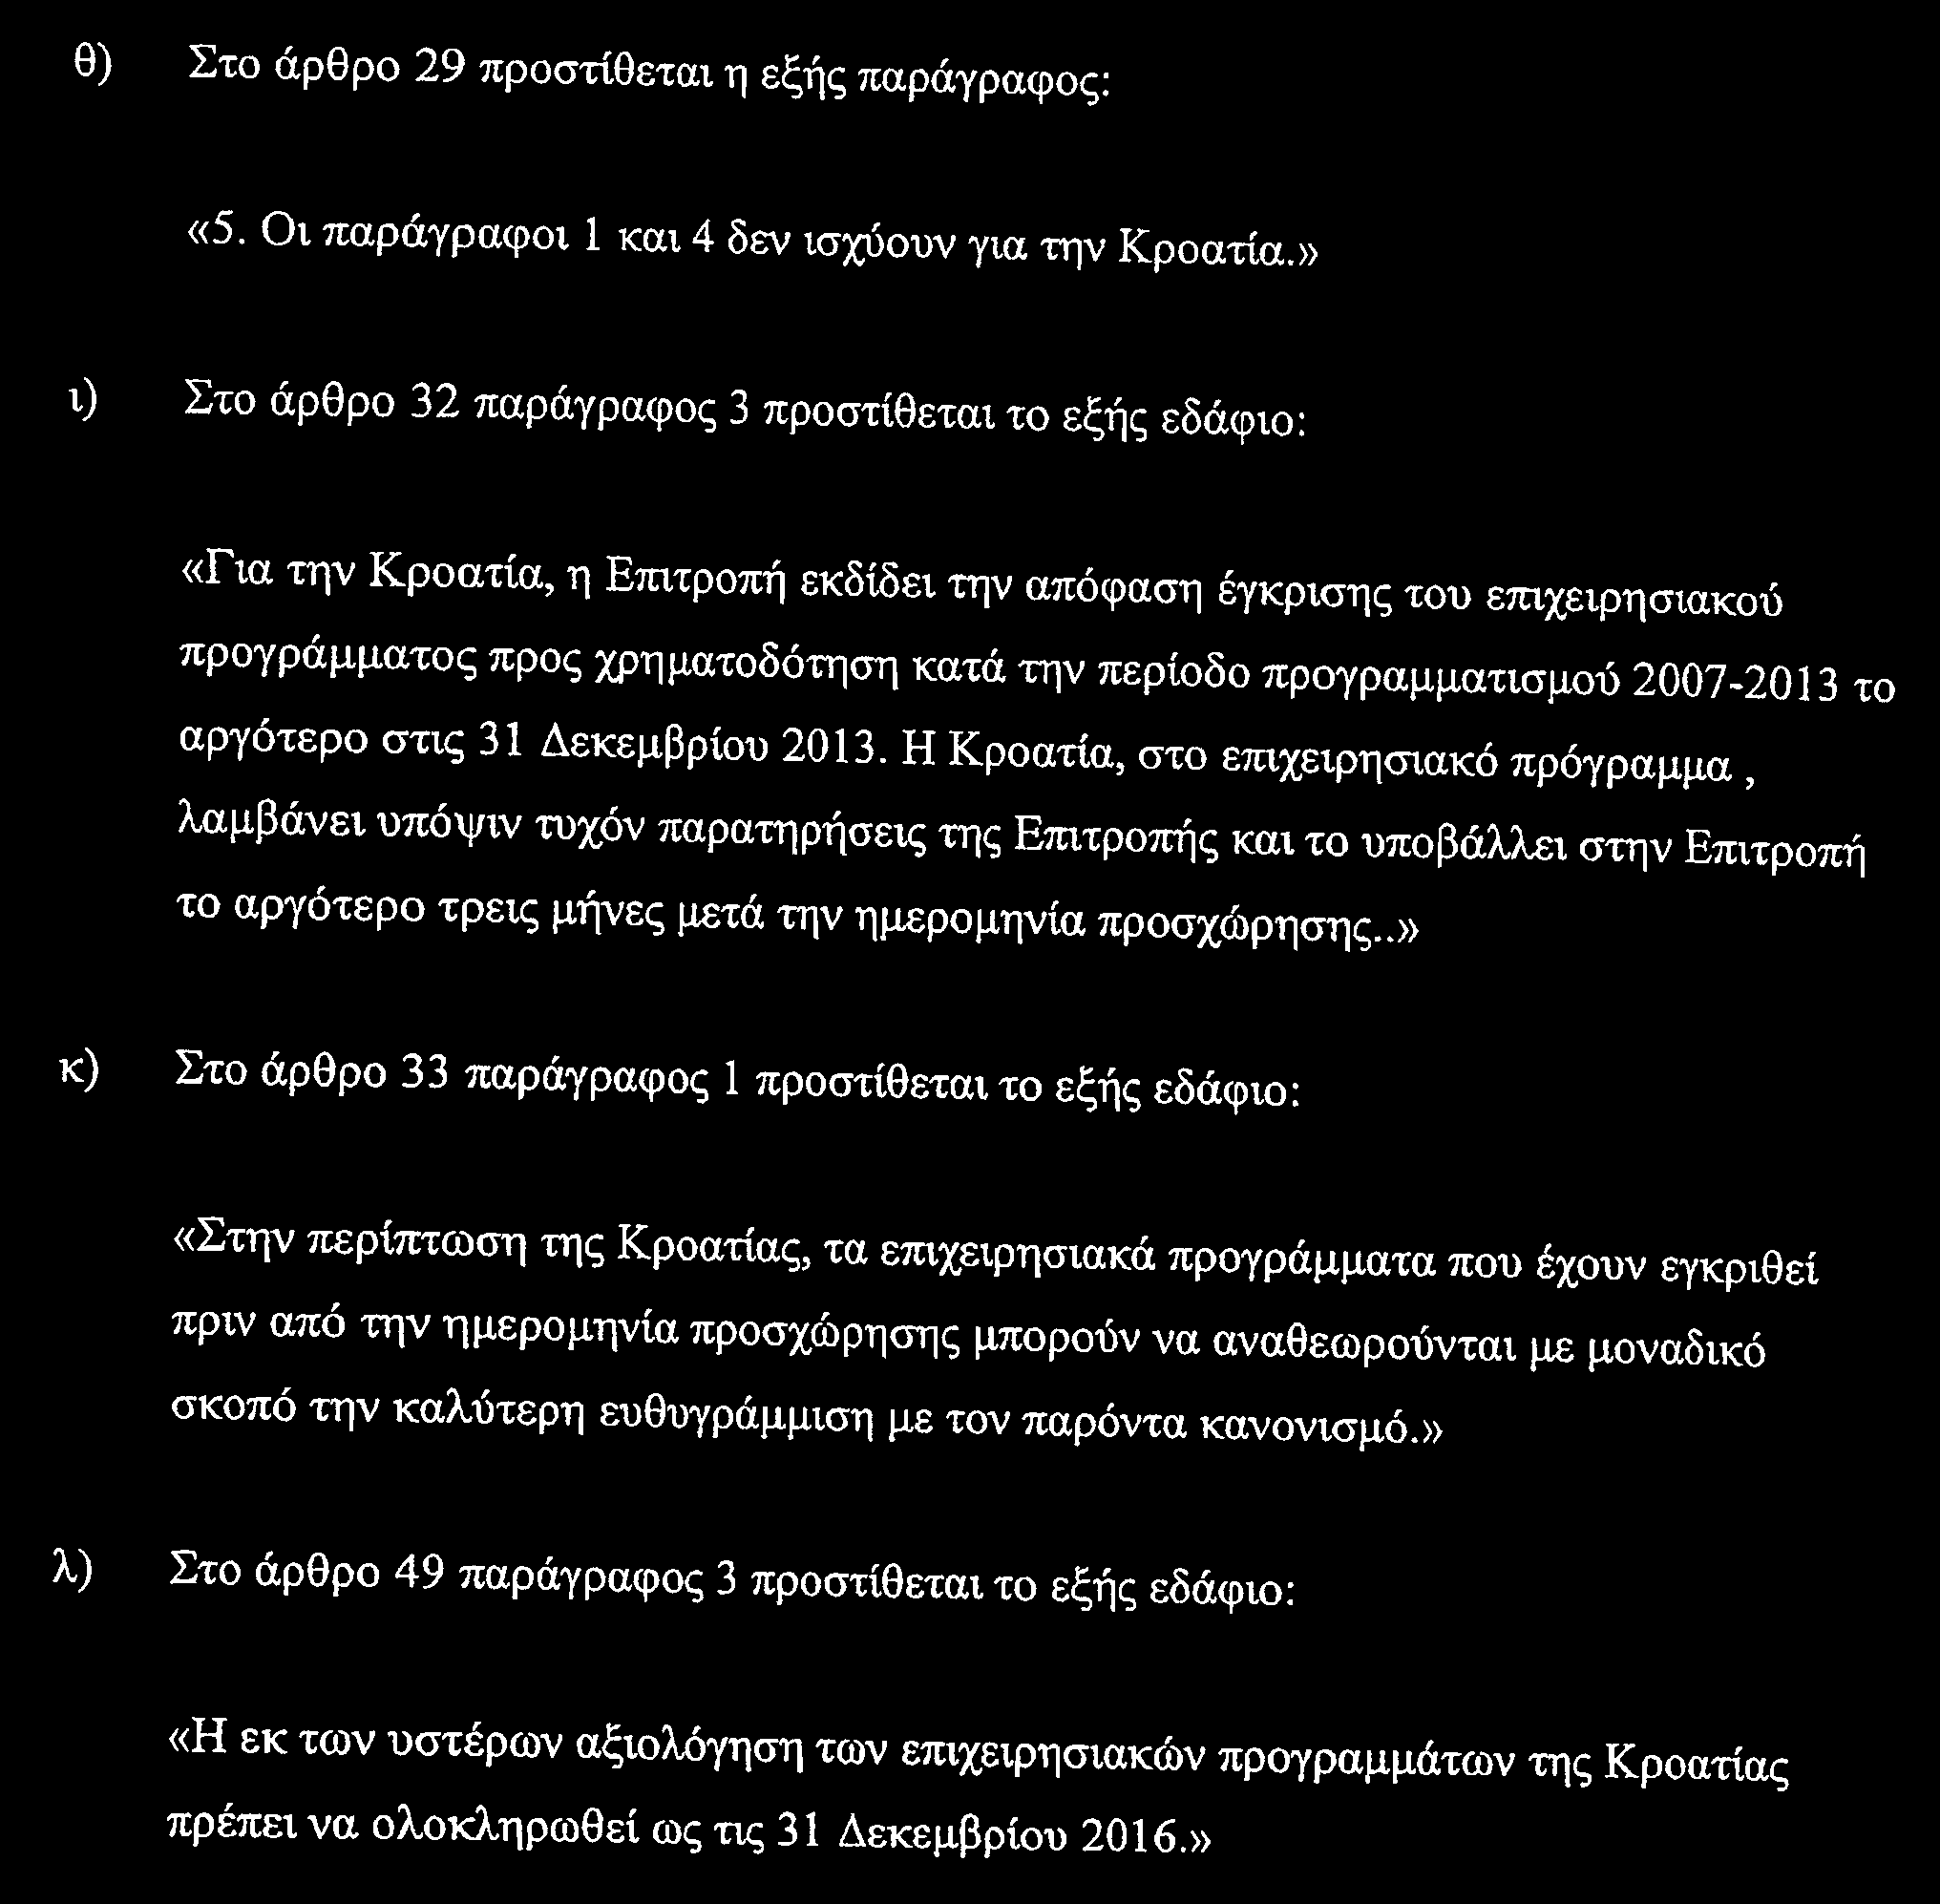 θ) Στο άρθρο 29 προστίθεται η εξής παράγραφος:
«5. Οι παράγραφοι 1 και 4 δεν ισχύουν για την Κροατία.»
ι) Στο άρθρο 32 παράγραφος 3 προστίθεται το εξής εδάφιο:
«Για την Κροατία, η Επιτροπή εκδίδει την απόφαση έγκρισης του επιχειρησιακού
προγράμματος προς χρηματοδότηση κατά την περίοδο προγραμματισμού 2007-2013 το
αργότερο στις 31 Δεκεμβρίου 2013. Η Κροατία, στο επιχειρησιακό πρόγραμμα ,
λαμβάνει υπόψιν τυχόν παρατηρήσεις της Επιτροπής και το υποβάλλει στην Επιτροπή
το αργότερο τρεις μήνες μετά την ημερομηνία προσχώρησης..»
κ) Στο άρθρο 33 παράγραφος 1 προστίθεται το εξής εδάφιο:
«Στην περίπτωση της Κροατίας, τα επιχειρησιακά προγράμματα που έχουν εγκριθεί
πριν από την ημερομηνία προσχώρησης μπορούν να αναθεωρούνται με μοναδικό
σκοπό την καλύτερη ευθυγράμμιση με τον παρόντα κανονισμό.»
λ) Στο άρθρο 49 παράγραφος 3 προστίθεται το εξής εδάφιο:
«Η εκ των υστέρων αξιολόγηση των επιχειρησιακών προγραμμάτων της Κροατίας
πρέπει να ολοκληρωθεί ως τις 31 Δεκεμβρίου 2016.»